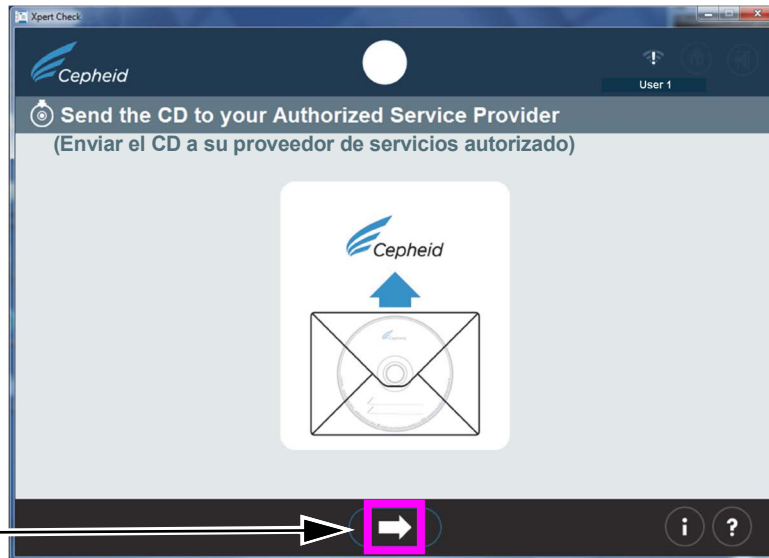 Xpert Check
Cepheid
User 1
Send the CD to your Authorized Service Provider
(Enviar el CD a su proveedor de servicios autorizado)
Cepheid
Cepheid
i
?